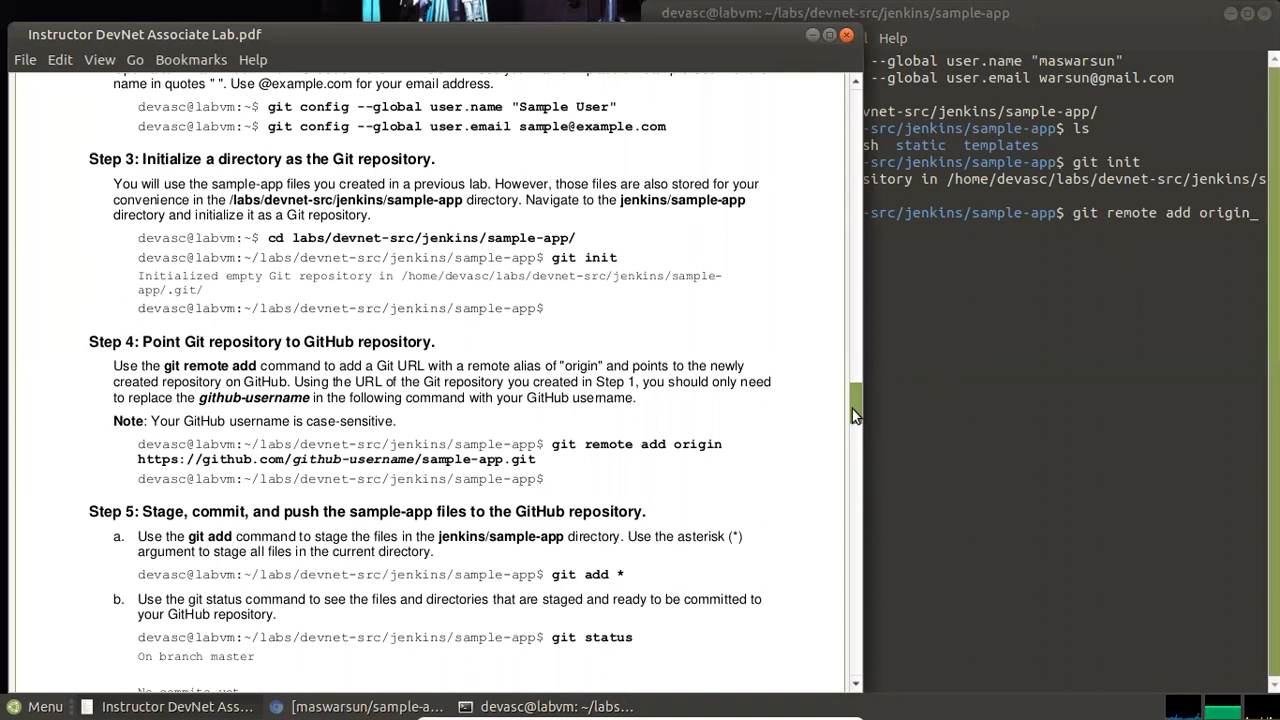 devasc@labvm: ~/labs/devnet-src/jenkins/sample-app
Instructor DevNet Associate Lab.pdf
File Edit View Go Bookmarks Help
Help
name in quotes " ". Use @example.com for your email address.
devasc@labvm:~$ git config --global user.name "Sample User"
devasc@labvm:~$ git config --global user.email sample@example.com
Step 3: Initialize a directory as the Git repository.
You will use the sample-app files you created in a previous lab. However, those files are also stored for your
convenience in the /labs/devnet-src/jenkins/sample-app directory. Navigate to the jenkins/sample-app
directory and initialize it as a Git repository.
devasc@labvm:~$ cd labs/devnet-src/jenkins/sample-app/
devasc@labvm:~/labs/devnet-src/jenkins/sample-app$ git init
Initialized empty Git repository in /home/devasc/labs/devnet-src/jenkins/sample-
app/.git/
devasc@labvm:~/labs/devnet-src/jenkins/sample-app$
Step 4: Point Git repository to GitHub repository.
Use the git remote add command to add a Git URL with a remote alias of "origin" and points to the newly
created repository on GitHub. Using the URL of the Git repository you created in Step 1, you should only need
to replace the github-username in the following command with your GitHub username.
Note: Your GitHub username is case-sensitive.
devasc@labvm:~/labs/devnet-src/jenkins/sample-app$ git remote add origin
https://github.com/github-username/sample-app.git
devasc@labvm:~/labs/devnet-src/jenkins/sample-app$
Step 5: Stage, commit, and push the sample-app files to the GitHub repository.
a. Use the git add command to stage the files in the jenkins/sample-app directory. Use the asterisk (*)
argument to stage all files in the current directory.
devasc@labvm:~/labs/devnet-src/jenkins/sample-app$ git add *
b. Use the git status command to see the files and directories that are staged and ready to be committed to
your GitHub repository.
devasc@labvm:~/labs/devnet-src/jenkins/sample-app$ git status
On branch master
No commits yet
--global user.name "maswarsun"
--global user.email warsun@gmail.com
vnet-src/jenkins/sample-app/
-src/jenkins/sample-app$ ls
sh static templates
-src/jenkins/sample-app$ git init
sitory in /home/devasc/labs/devnet-src/jenkins/s
-src/jenkins/sample-app$ git remote add origin_
Menu Instructor DevNet Ass... [maswarsun/sample-a... devasc@labvm: ~/labs...